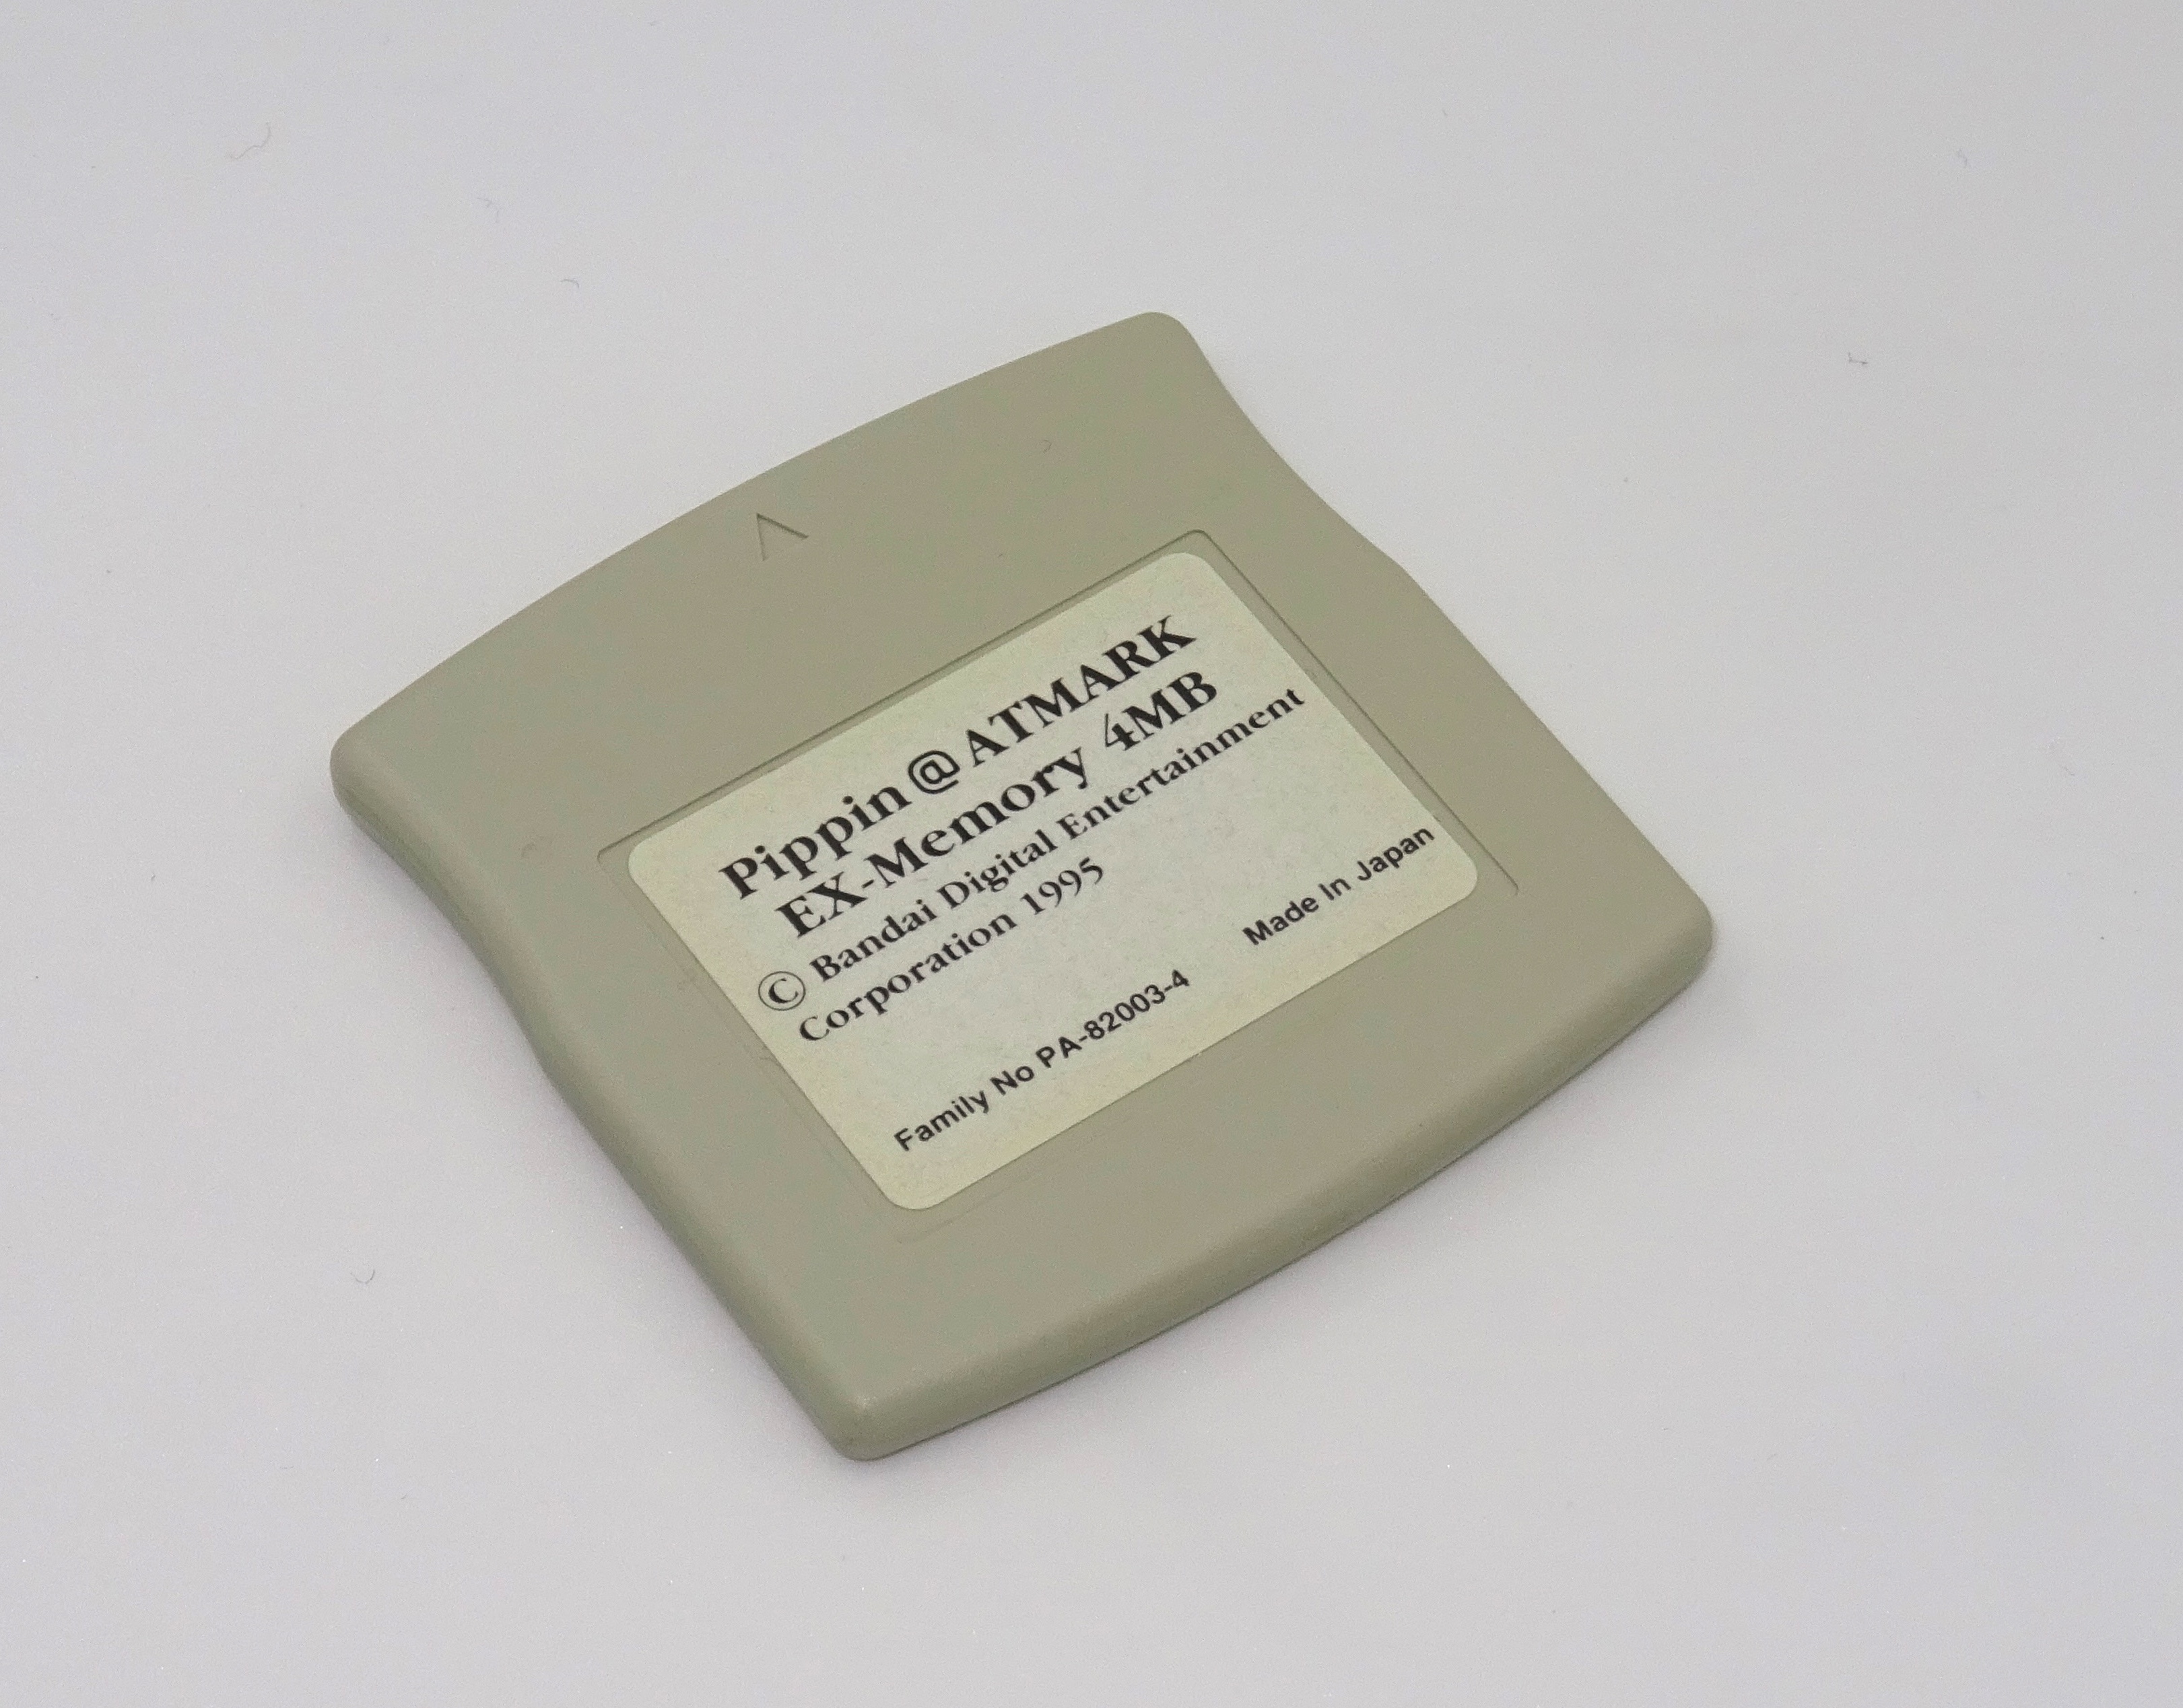 Pippin @ ATMARK
EX-Memory 4MB
© Bandai Digital Entertainment
Corporation 1995
Family No PA-82003-4 Made In Japan